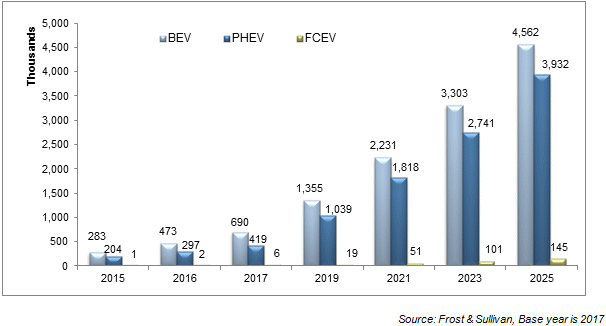 5,000
4,500
4,000
3,500
3,000
2,500
2,000
1,500
1,000
500
0
Thousands
BEV PHEV FCEV
283 204 1
473 297 2
690 419 6
1,355 1,039 19
2,231 1,818 51
3,303 2,741 101
4,562 3,932 145
2015 2016 2017 2019 2021 2023 2025
Source: Frost & Sullivan, Base year is 2017